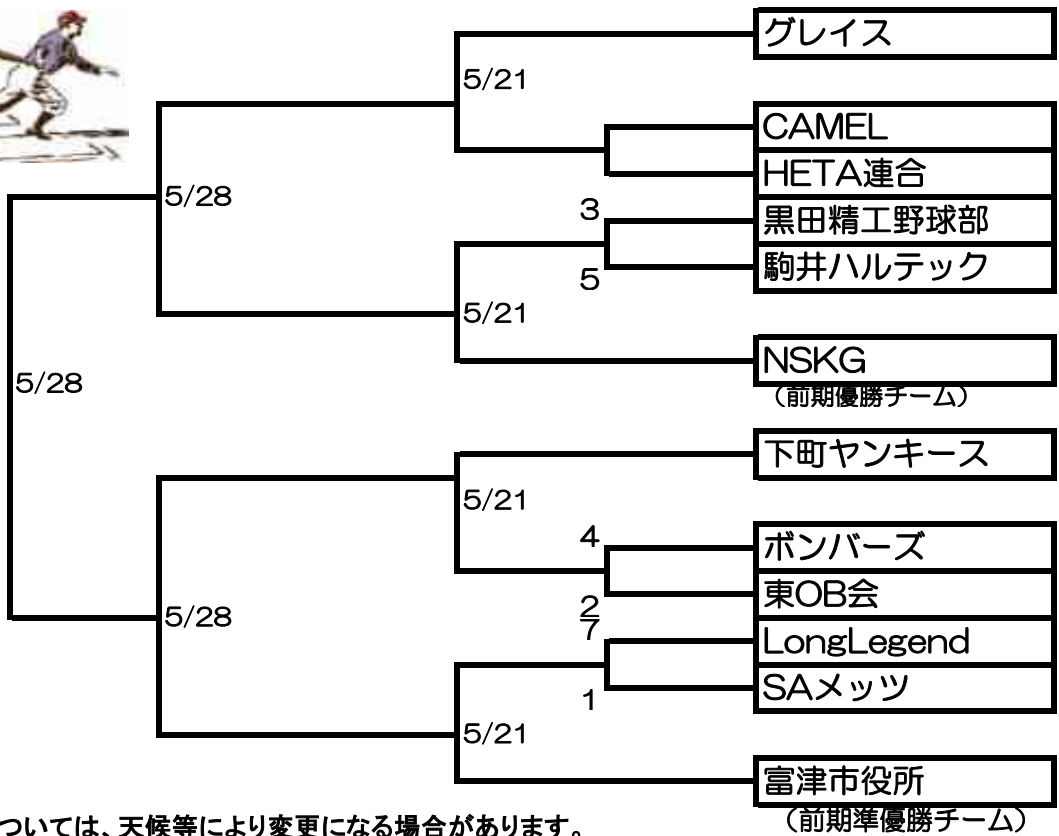 グレイス
5/21
CAMEL
HETA連合
5/28
3
黒田精工野球部
5
駒井ハルテック
5/21
NSKG
(前期優勝チーム)
5/28
下町ヤンキース
5/21
4
ボンバーズ
2
東OB会
7
LongLegend
5/28
1
SAメッツ
5/21
富津市役所
(前期準優勝チーム)
ついては、天候等により変更になる場合があります。